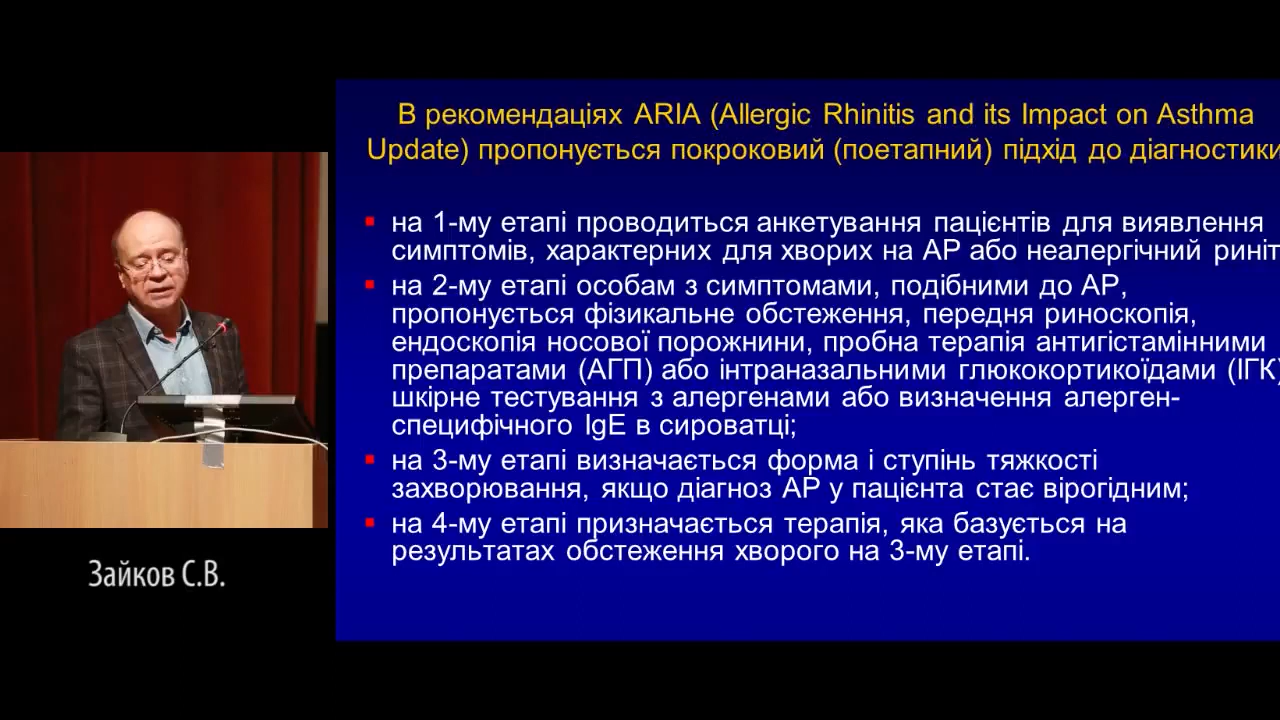 В рекомендаціях ARIA (Allergic Rhinitis and its Impact on Asthma
Update) пропонується покроковий (поетапний) підхід до діагностики
на 1-му етапі проводиться анкетування пацієнтів для виявлення
симптомів, характерних для хворих на АР або неалергічний риніт
на 2-му етапі особам з симптомами, подібними до АР,
пропонується фізикальне обстеження, передня риноскопія,
ендоскопія носової порожнини, пробна терапія антигістамінними
препаратами (АГП) або інтраназальними глюкокортикоїдами (ІГК)
шкірне тестування з алергенами або визначення алерген-
специфічного IgE в сироватці;
на 3-му етапі визначається форма і ступінь тяжкості
захворювання, якщо діагноз АР у пацієнта стає вірогідним;
на 4-му етапі призначається терапія, яка базується на
результатах обстеження хворого на 3-му етапі.
Зайков С.В.